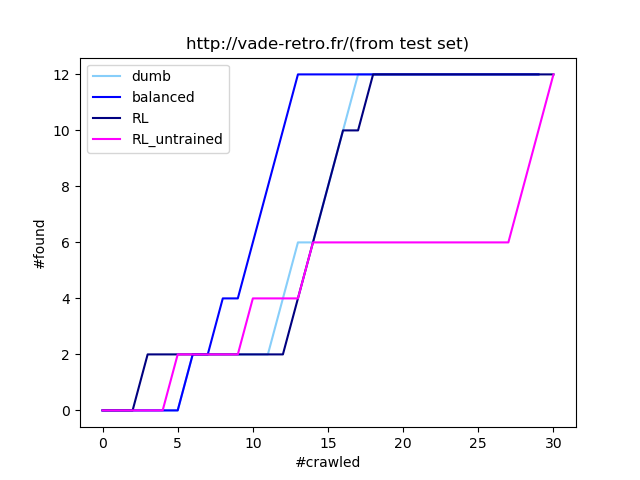 http://vade-retro.fr/(from test set)
12
10
8
6
4
2
0
#found
dumb
balanced
RL
RL_untrained
0 5 10 15 20 25 30
#crawled